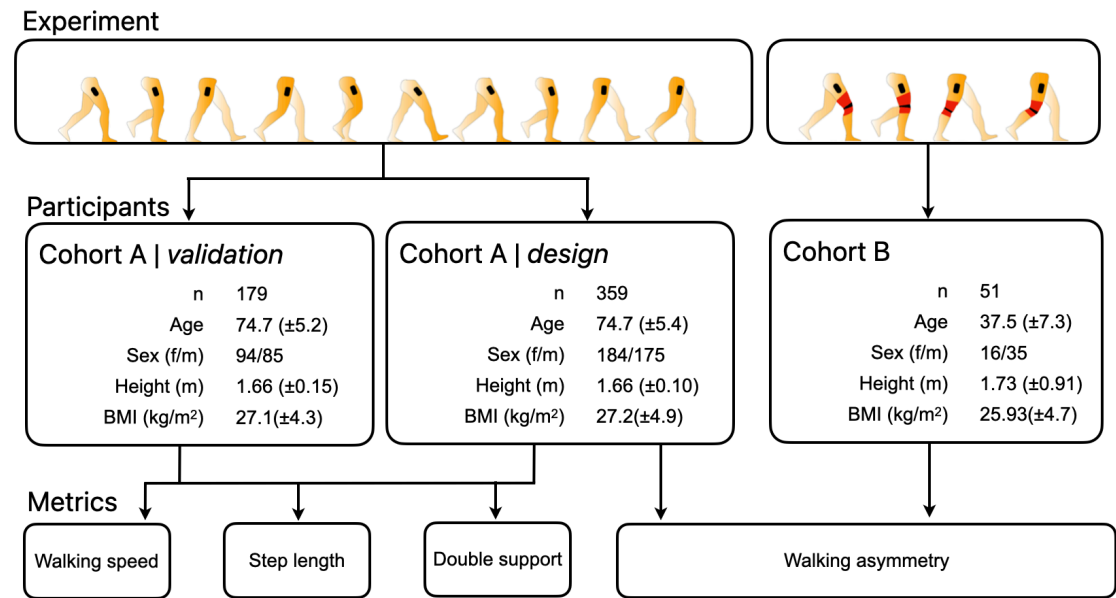 Experiment
Participants
Cohort A | validation
n 179
Age 74.7 (±5.2)
Sex (f/m) 94/85
Height (m) 1.66 (±0.15)
BMI (kg/m²) 27.1(±4.3)
Cohort A | design
n 359
Age 74.7 (±5.4)
Sex (f/m) 184/175
Height (m) 1.66 (±0.10)
BMI (kg/m²) 27.2(±4.9)
Cohort B
n 51
Age 37.5 (±7.3)
Sex (f/m) 16/35
Height (m) 1.73 (±0.91)
BMI (kg/m²) 25.93(±4.7)
Metrics
Walking speed
Step length
Double support
Walking asymmetry